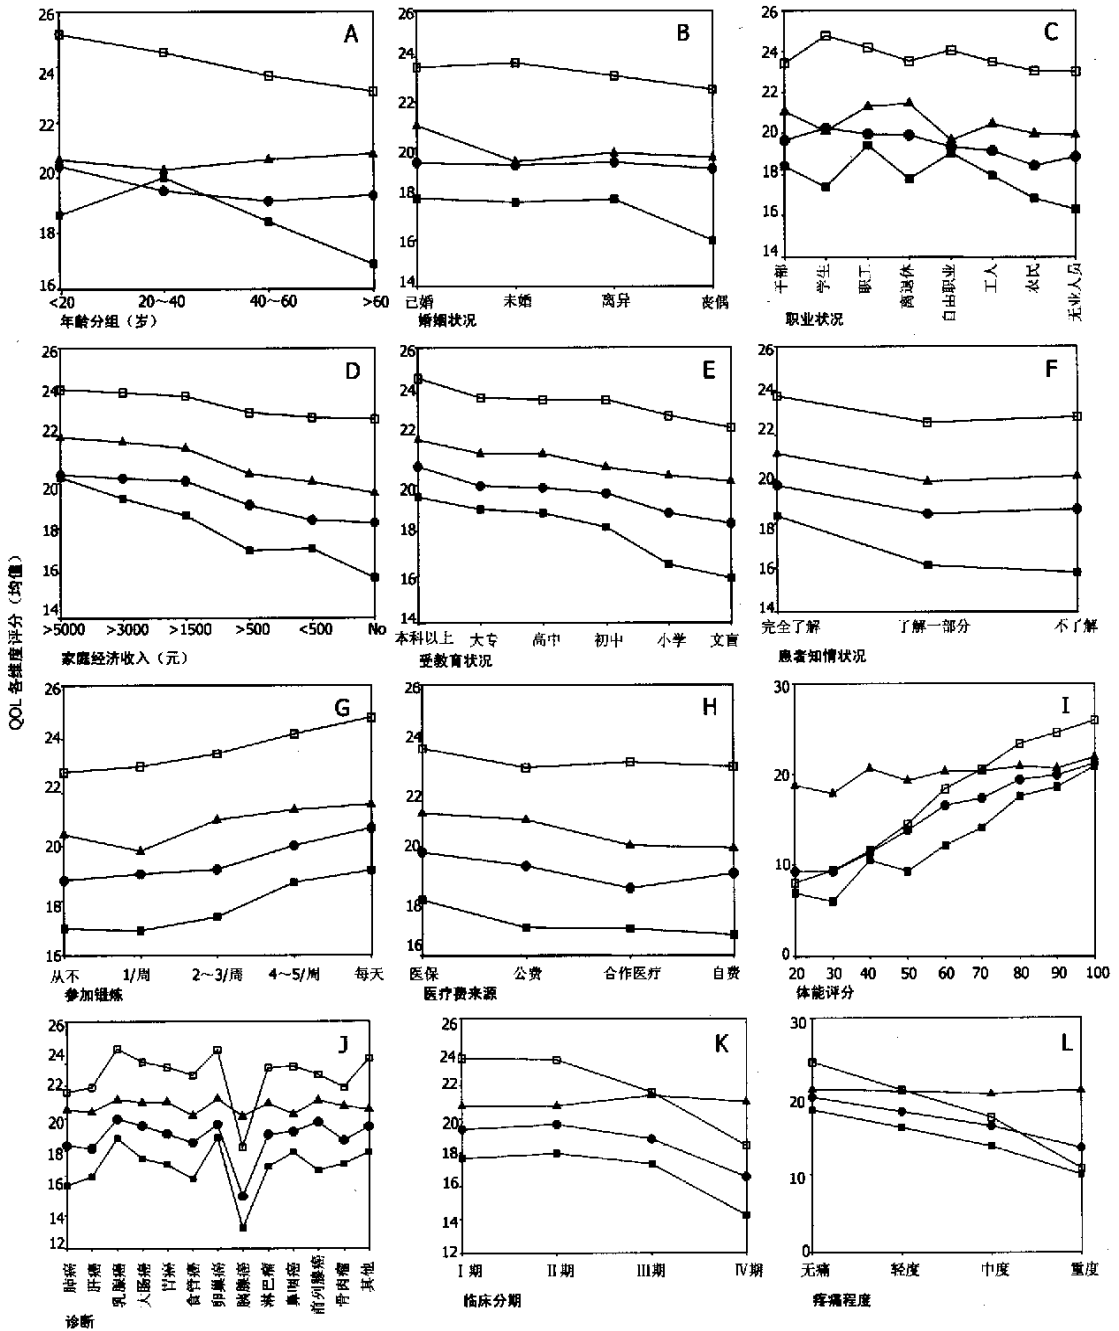 QOL 各维度评分（均值）
A
26
24
22
20
18
16
<20 20～40 40～60 >60
年龄分组（岁）
B
26
24
22
20
18
16
14
已婚 未婚 离异 丧偶
婚姻状况
C
26
24
22
20
18
16
14
干部 学生 职工 离退休 自由职业 工人 农民 无业人员
职业状况
D
26
24
22
20
18
16
14
>5000 >3000 >1500 >500 <500 No
家庭经济收入（元）
E
26
24
22
20
18
16
14
本科以上 大专 高中 初中 小学 文盲
受教育状况
F
26
24
22
20
18
16
14
完全了解 了解一部分 不了解
患者知情状况
G
26
24
22
20
18
16
从不 1/周 2～3/周 4～5/周 每天
参加锻炼
H
26
24
22
20
18
16
医保 公费 合作医疗 自费
医疗费来源
I
30
20
10
0
20 30 40 50 60 70 80 90 100
体能评分
J
26
24
22
20
18
16
14
12
肺癌 肝癌 乳腺癌 大肠癌 胃癌 食管癌 卵巢癌 胰腺癌 淋巴瘤 鼻咽癌 前列腺癌 骨肉瘤 其他
诊断
K
26
24
22
20
18
16
14
12
Ⅰ期 Ⅱ期 Ⅲ期 Ⅳ期
临床分期
L
30
20
10
0
无痛 轻度 中度 重度
疼痛程度